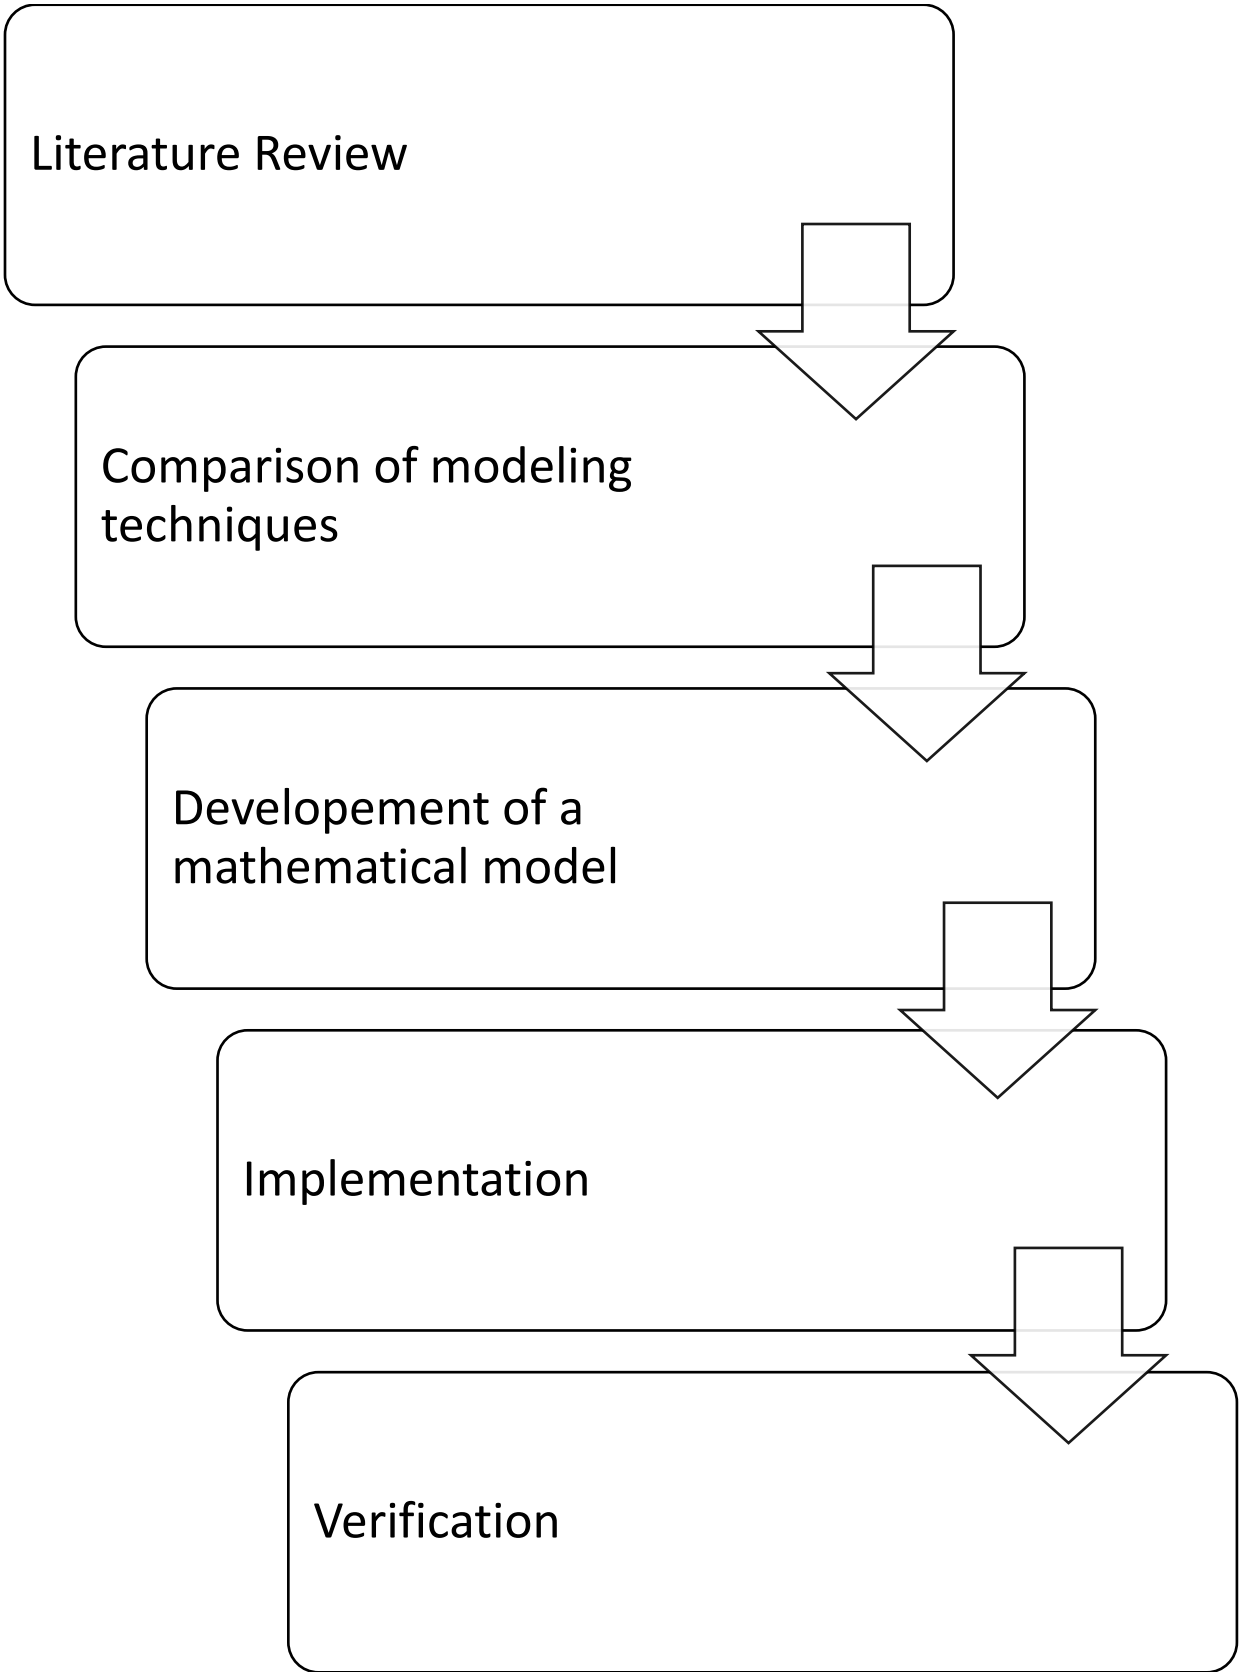 Literature Review
Comparison of modeling
techniques
Developement of a
mathematical model
Implementation
Verification